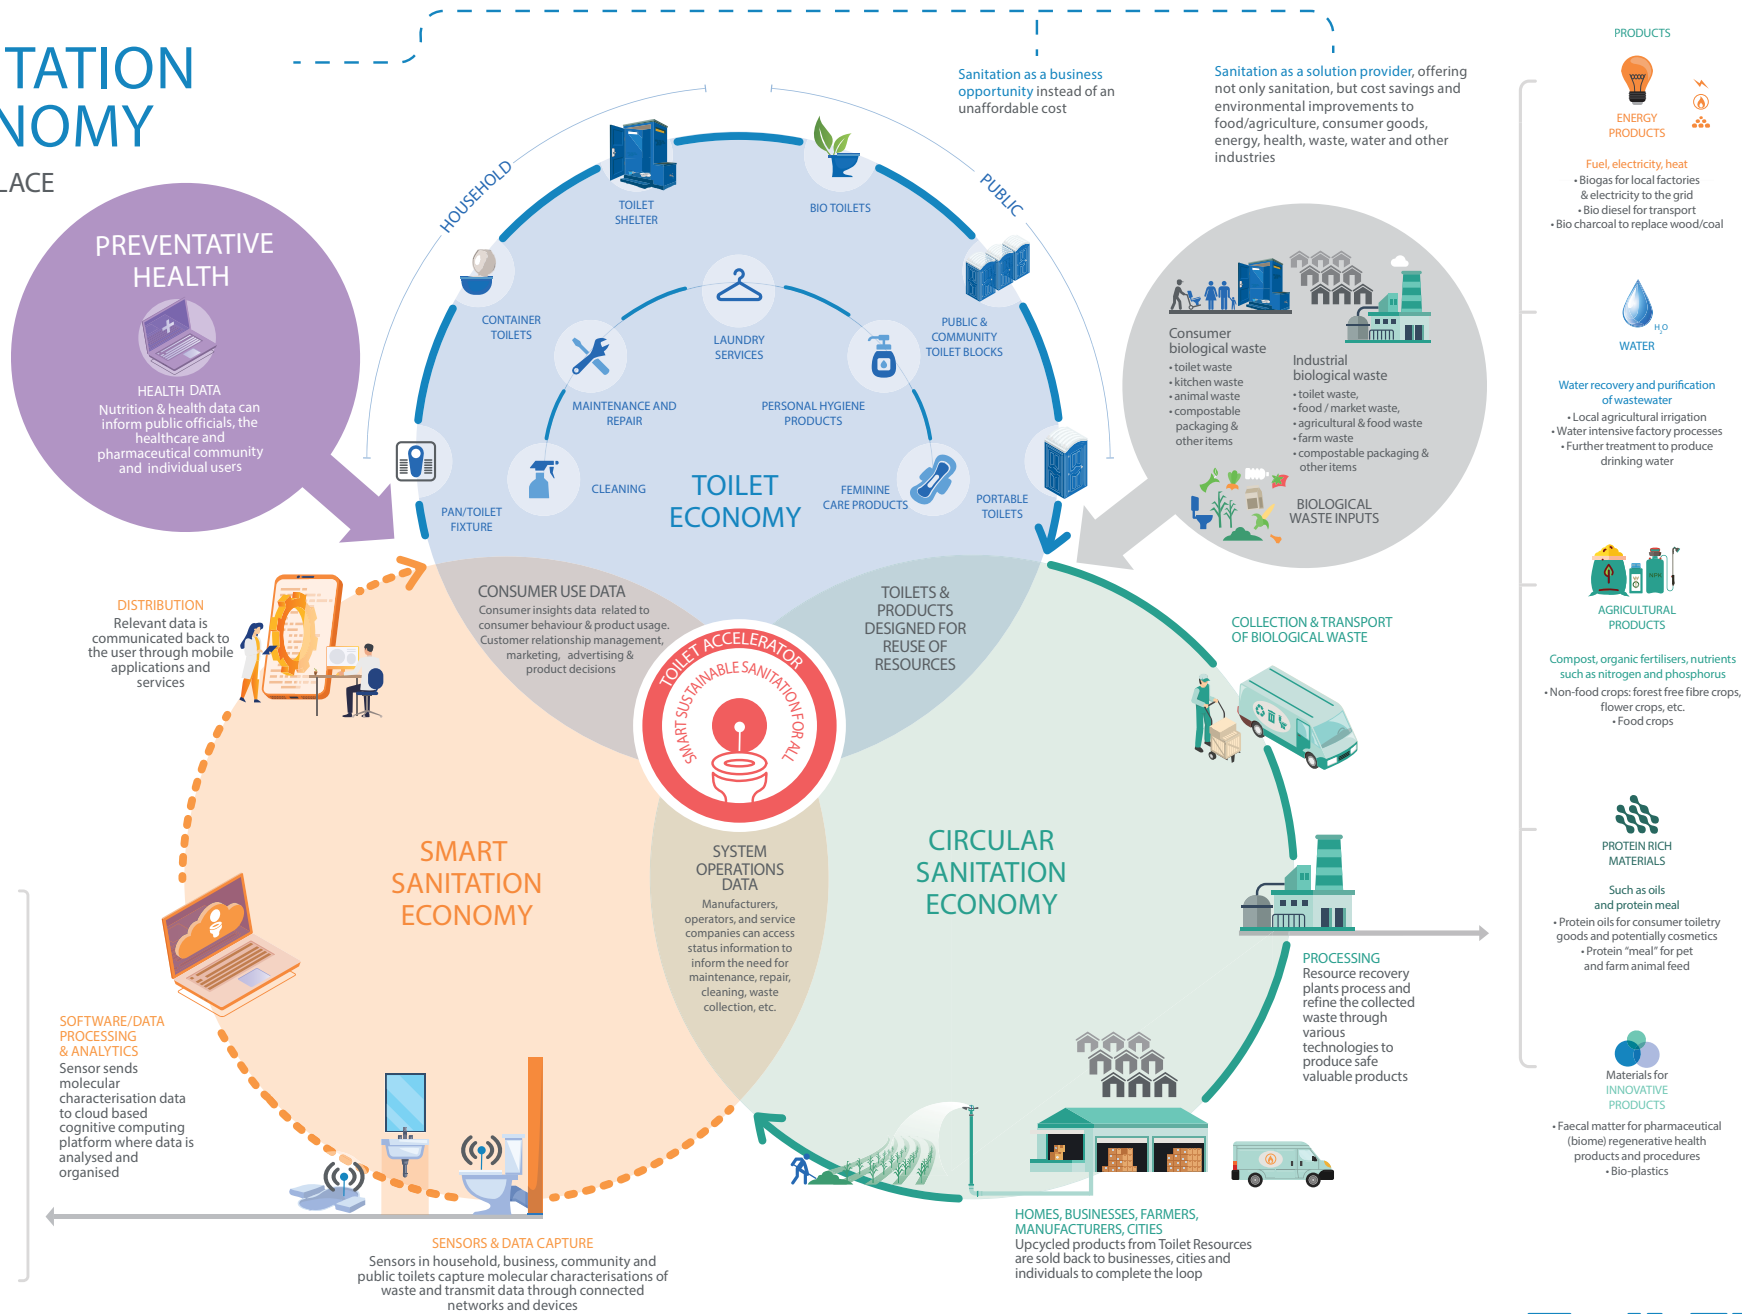 TATION
NOMY
LACE
Sanitation as a business
opportunity instead of an
unaffordable cost
Sanitation as a solution provider, offering
not only sanitation, but cost savings and
environmental improvements to
food/agriculture, consumer goods,
energy, health, waste, water and other
industries
PREVENTATIVE
HEALTH
HEALTH DATA
Nutrition & health data can
inform public officials, the
healthcare and
pharmaceutical community
and individual users
HOUSEHOLD
PUBLIC
TOILET
SHELTER
BIO TOILETS
CONTAINER
TOILETS
PUBLIC &
COMMUNITY
TOILET BLOCKS
LAUNDRY
SERVICES
MAINTENANCE AND
REPAIR
PERSONAL HYGIENE
PRODUCTS
PAN/TOILET
FIXTURE
CLEANING
FEMININE
CARE PRODUCTS
PORTABLE
TOILETS
TOILET
ECONOMY
Consumer
biological waste
• toilet waste
• kitchen waste
• animal waste
• compostable
packaging &
other items
Industrial
biological waste
• toilet waste,
• food / market waste,
• agricultural & food waste
• farm waste
• compostable packaging &
other items
BIOLOGICAL
WASTE INPUTS
CONSUMER USE DATA
Consumer insights data related to
consumer behaviour & product usage.
Customer relationship management,
marketing, advertising &
product decisions
TOILETS &
PRODUCTS
DESIGNED FOR
REUSE OF
RESOURCES
TOILET ACCELERATOR
SMART SUSTAINABLE SANITATION FOR ALL
DISTRIBUTION
Relevant data is
communicated back to
the user through mobile
applications and
services
COLLECTION & TRANSPORT
OF BIOLOGICAL WASTE
SMART
SANITATION
ECONOMY
SYSTEM
OPERATIONS
DATA
Manufacturers,
operators, and service
companies can access
status information to
inform the need for
maintenance, repair,
cleaning, waste
collection, etc.
CIRCULAR
SANITATION
ECONOMY
PROCESSING
Resource recovery
plants process and
refine the collected
waste through
various
technologies to
produce safe
valuable products
SOFTWARE/DATA
PROCESSING
& ANALYTICS
Sensor sends
molecular
characterisation data
to cloud based
cognitive computing
platform where data is
analysed and
organised
SENSORS & DATA CAPTURE
Sensors in household, business, community and
public toilets capture molecular characterisations of
waste and transmit data through connected
networks and devices
HOMES, BUSINESSES, FARMERS,
MANUFACTURERS, CITIES
Upcycled products from Toilet Resources
are sold back to businesses, cities and
individuals to complete the loop
PRODUCTS
ENERGY
PRODUCTS
Fuel, electricity, heat
• Biogas for local factories
& electricity to the grid
• Bio diesel for transport
• Bio charcoal to replace wood/coal
H2O
WATER
Water recovery and purification
of wastewater
• Local agricultural irrigation
• Water intensive factory processes
• Further treatment to produce
drinking water
NPK
AGRICULTURAL
PRODUCTS
Compost, organic fertilisers, nutrients
such as nitrogen and phosphorus
• Non-food crops: forest free fibre crops,
flower crops, etc.
• Food crops
PROTEIN RICH
MATERIALS
Such as oils
and protein meal
• Protein oils for consumer toiletry
goods and potentially cosmetics
• Protein “meal” for pet
and farm animal feed
Materials for
INNOVATIVE
PRODUCTS
• Faecal matter for pharmaceutical
(biome) regenerative health
products and procedures
• Bio-plastics